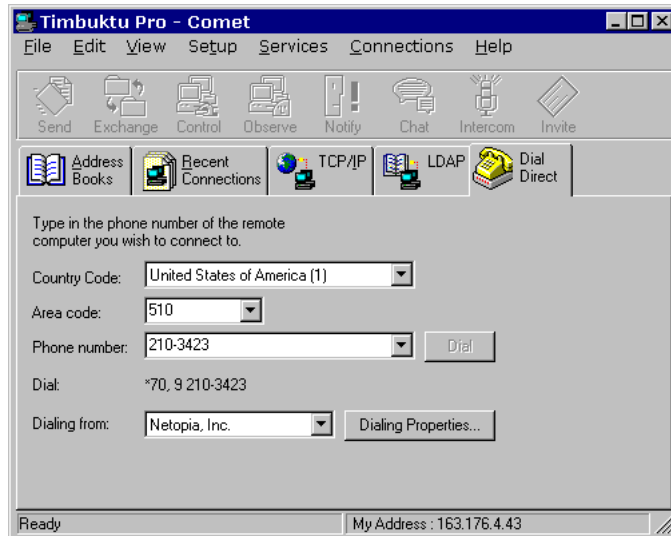 Timbuktu Pro - Comet
File Edit View Setup Services Connections Help
Send Exchange Control Observe Notify Chat Intercom Invite
Address Books
Recent Connections
TCP/IP
LDAP
Dial Direct
Type in the phone number of the remote
computer you wish to connect to.
Country Code: United States of America (1)
Area code: 510
Phone number: 210-3423 Dial
Dial: *70, 9 210-3423
Dialing from: Netopia, Inc. Dialing Properties...
Ready My Address : 163.176.4.43